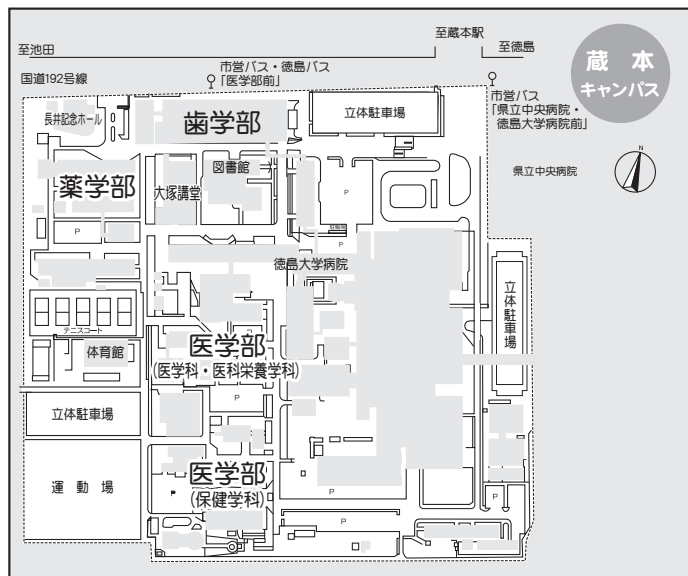 至蔵本駅
至池田
至徳島
国道192号線
市営バス・徳島バス
「医学部前」
蔵本
キャンパス
市営バス
「県立中央病院・
徳島大学病院前」
県立中央病院
N
長井記念ホール
歯学部
立体駐車場
薬学部
大塚講堂
図書館
P
P
P
徳島大学病院
テニスコート
体育館
医学部
(医学科・医科栄養学科)
P
立体駐車場
立体駐車場
運動場
医学部
(保健学科)
P
P
P
P